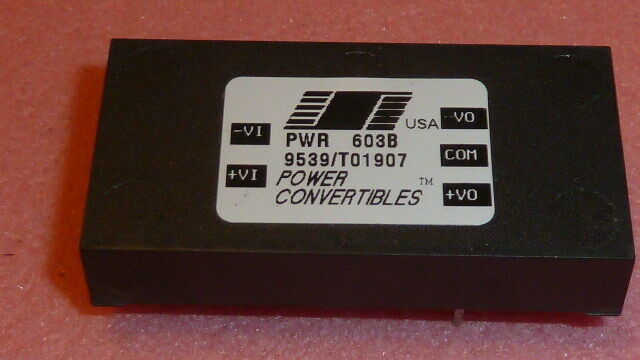 -VI
+VI
USA
PWR 603B
9539/T01907
POWER ™
CONVERTIBLES
-VO
COM
+VO